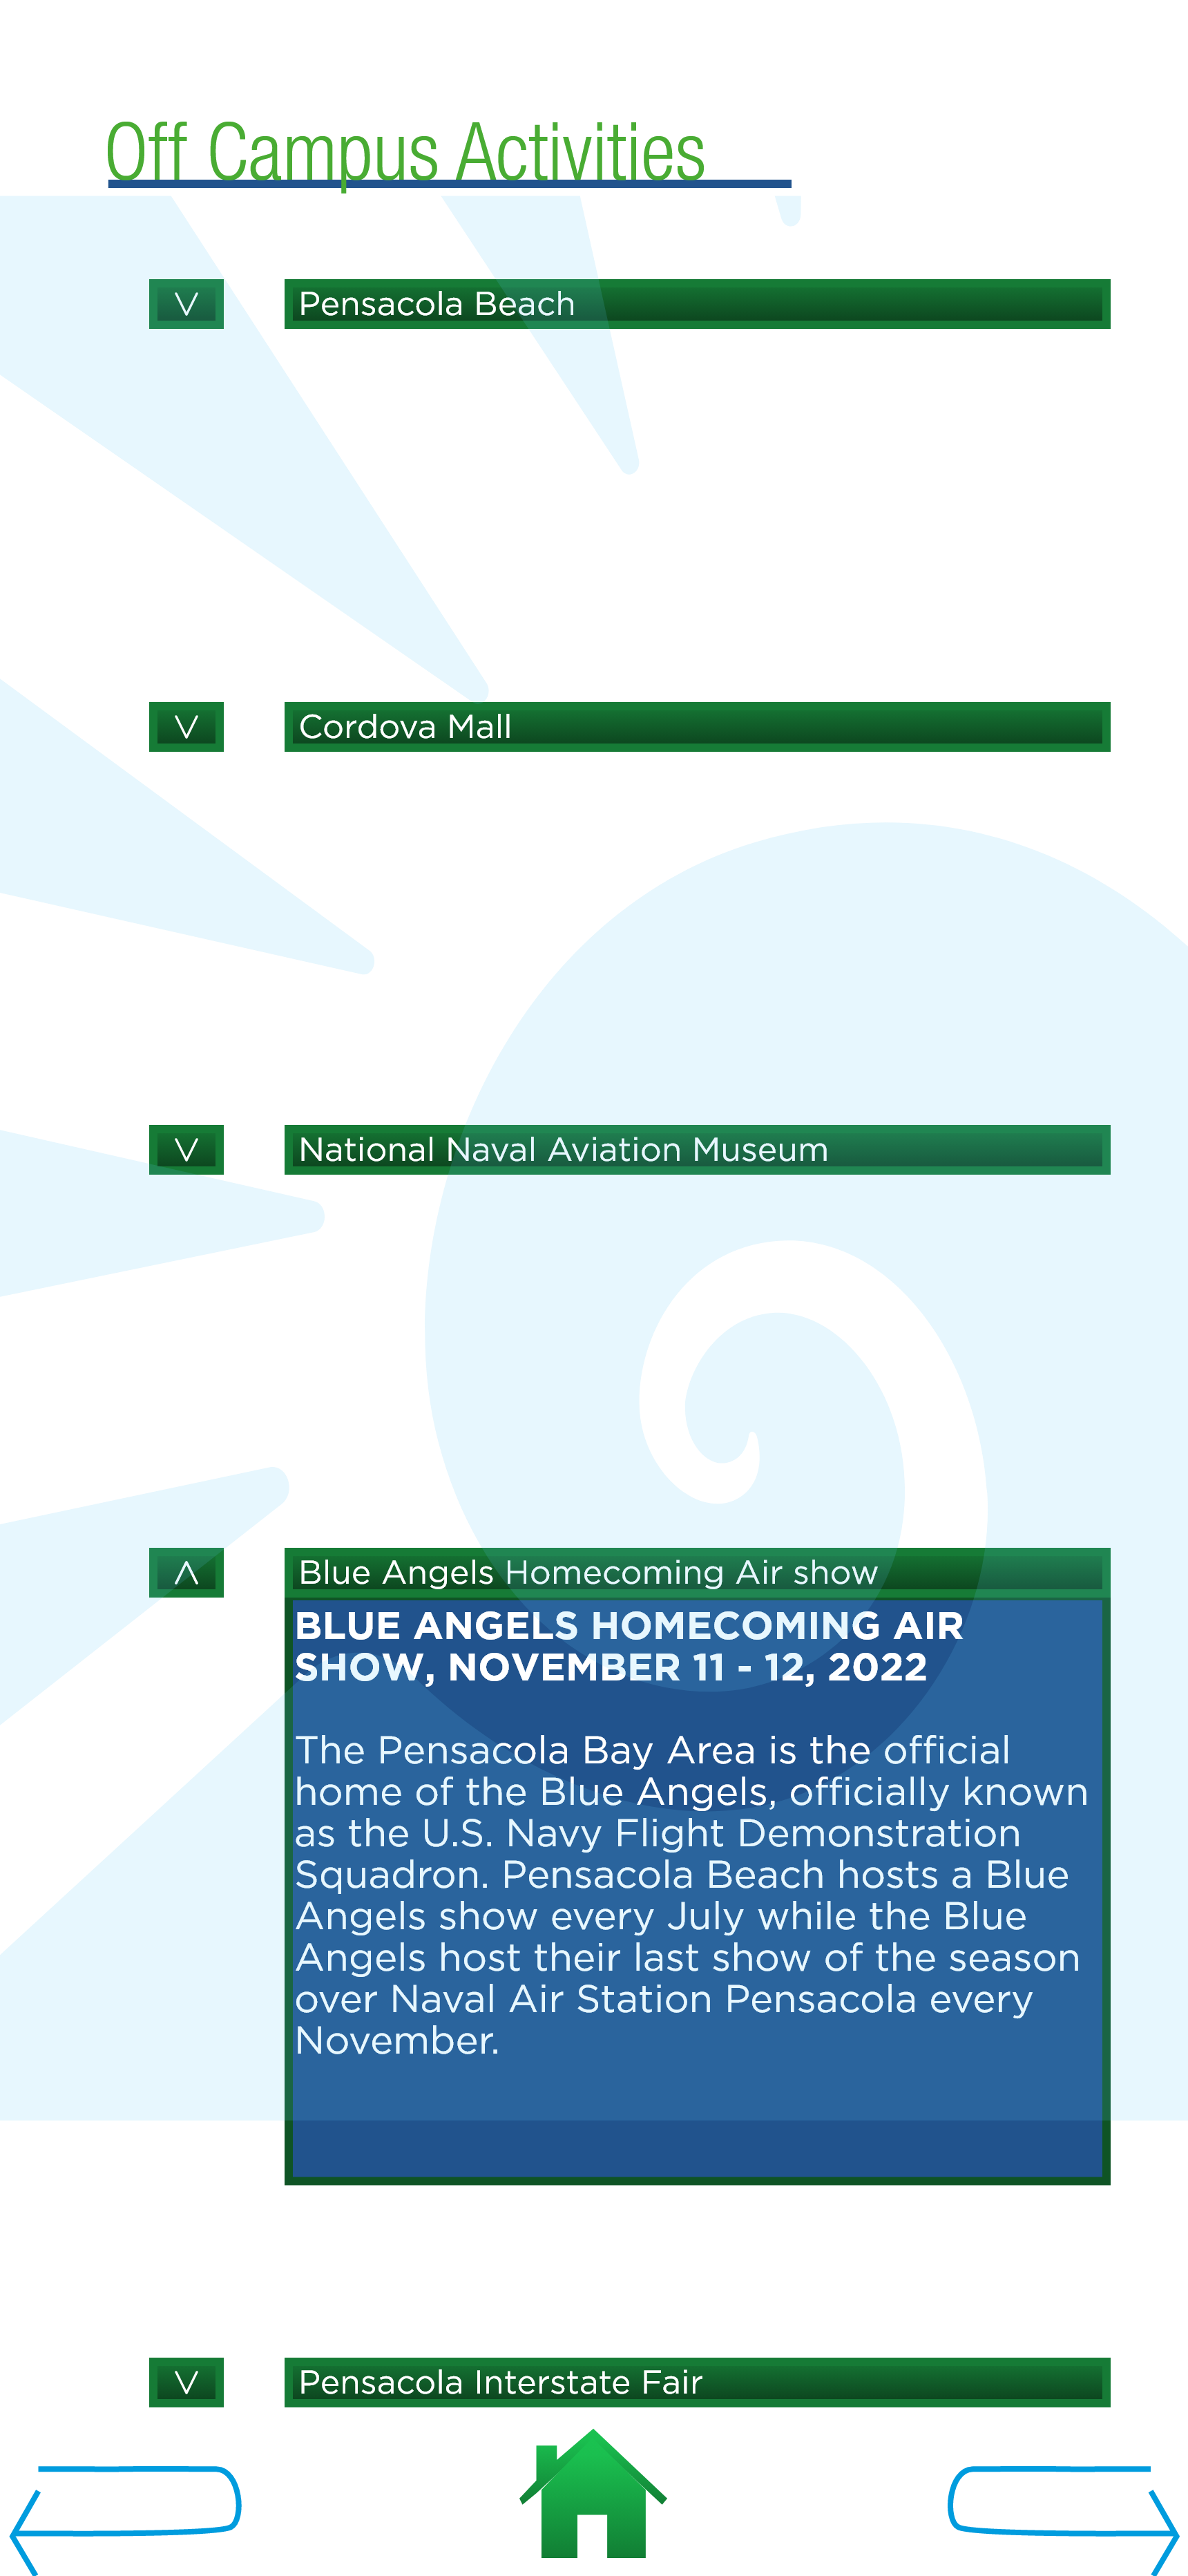 Off Campus Activities
V Pensacola Beach
V Cordova Mall
V National Naval Aviation Museum
Λ Blue Angels Homecoming Air show
BLUE ANGELS HOMECOMING AIR
SHOW, NOVEMBER 11 - 12, 2022
The Pensacola Bay Area is the official
home of the Blue Angels, officially known
as the U.S. Navy Flight Demonstration
Squadron. Pensacola Beach hosts a Blue
Angels show every July while the Blue
Angels host their last show of the season
over Naval Air Station Pensacola every
November.
V Pensacola Interstate Fair